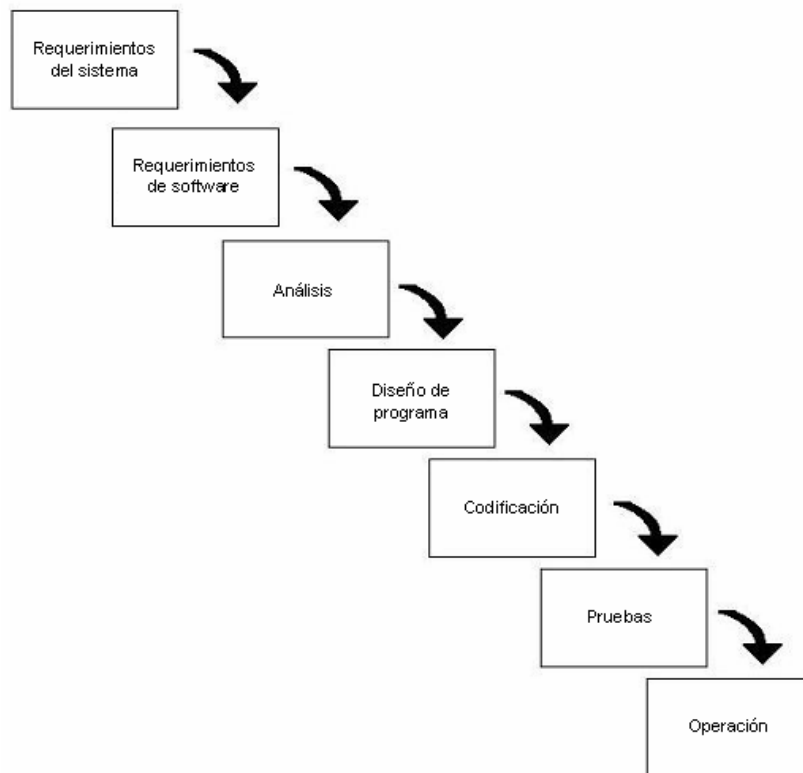 Requerimientos
del sistema
Requerimientos
de software
Análisis
Diseño de
programa
Codificación
Pruebas
Operación